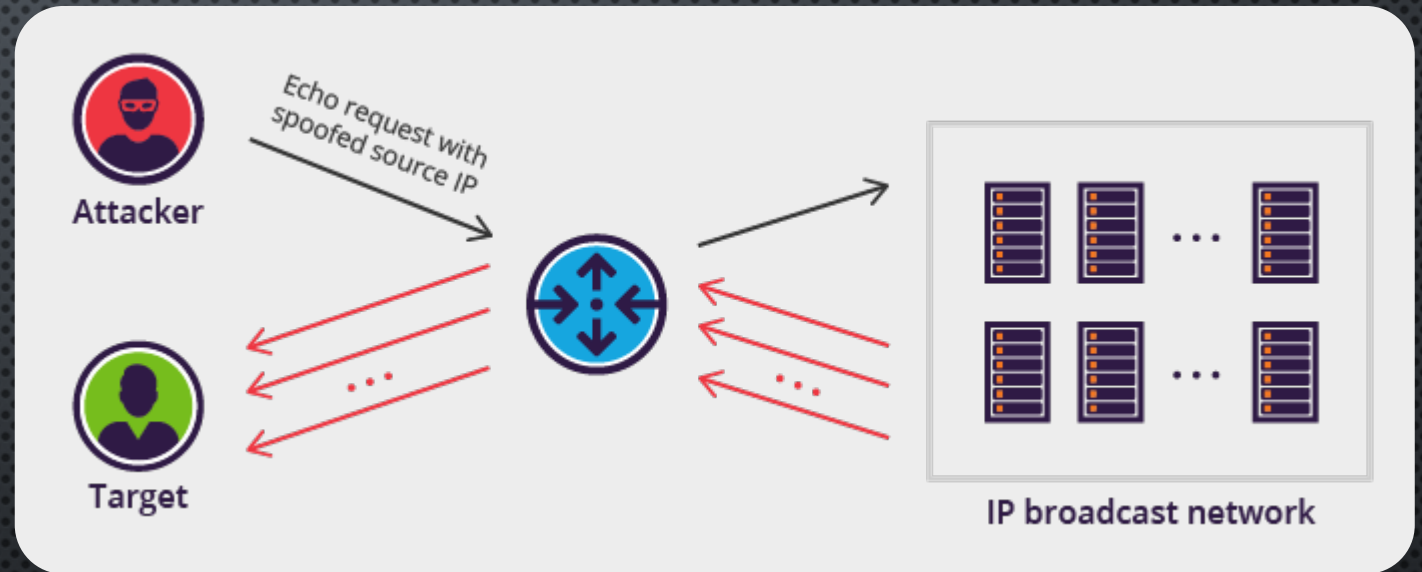 Echo request with
spoofed source IP
Attacker
Target
IP broadcast network